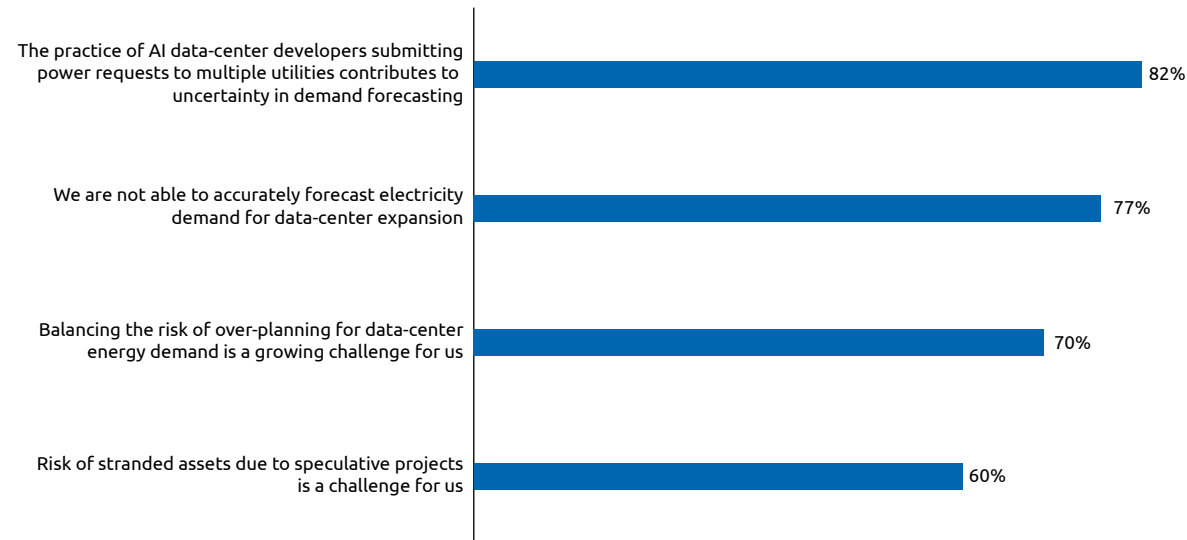 The practice of AI data-center developers submitting
power requests to multiple utilities contributes to
uncertainty in demand forecasting
82%
We are not able to accurately forecast electricity
demand for data-center expansion
77%
Balancing the risk of over-planning for data-center
energy demand is a growing challenge for us
70%
Risk of stranded assets due to speculative projects
is a challenge for us
60%